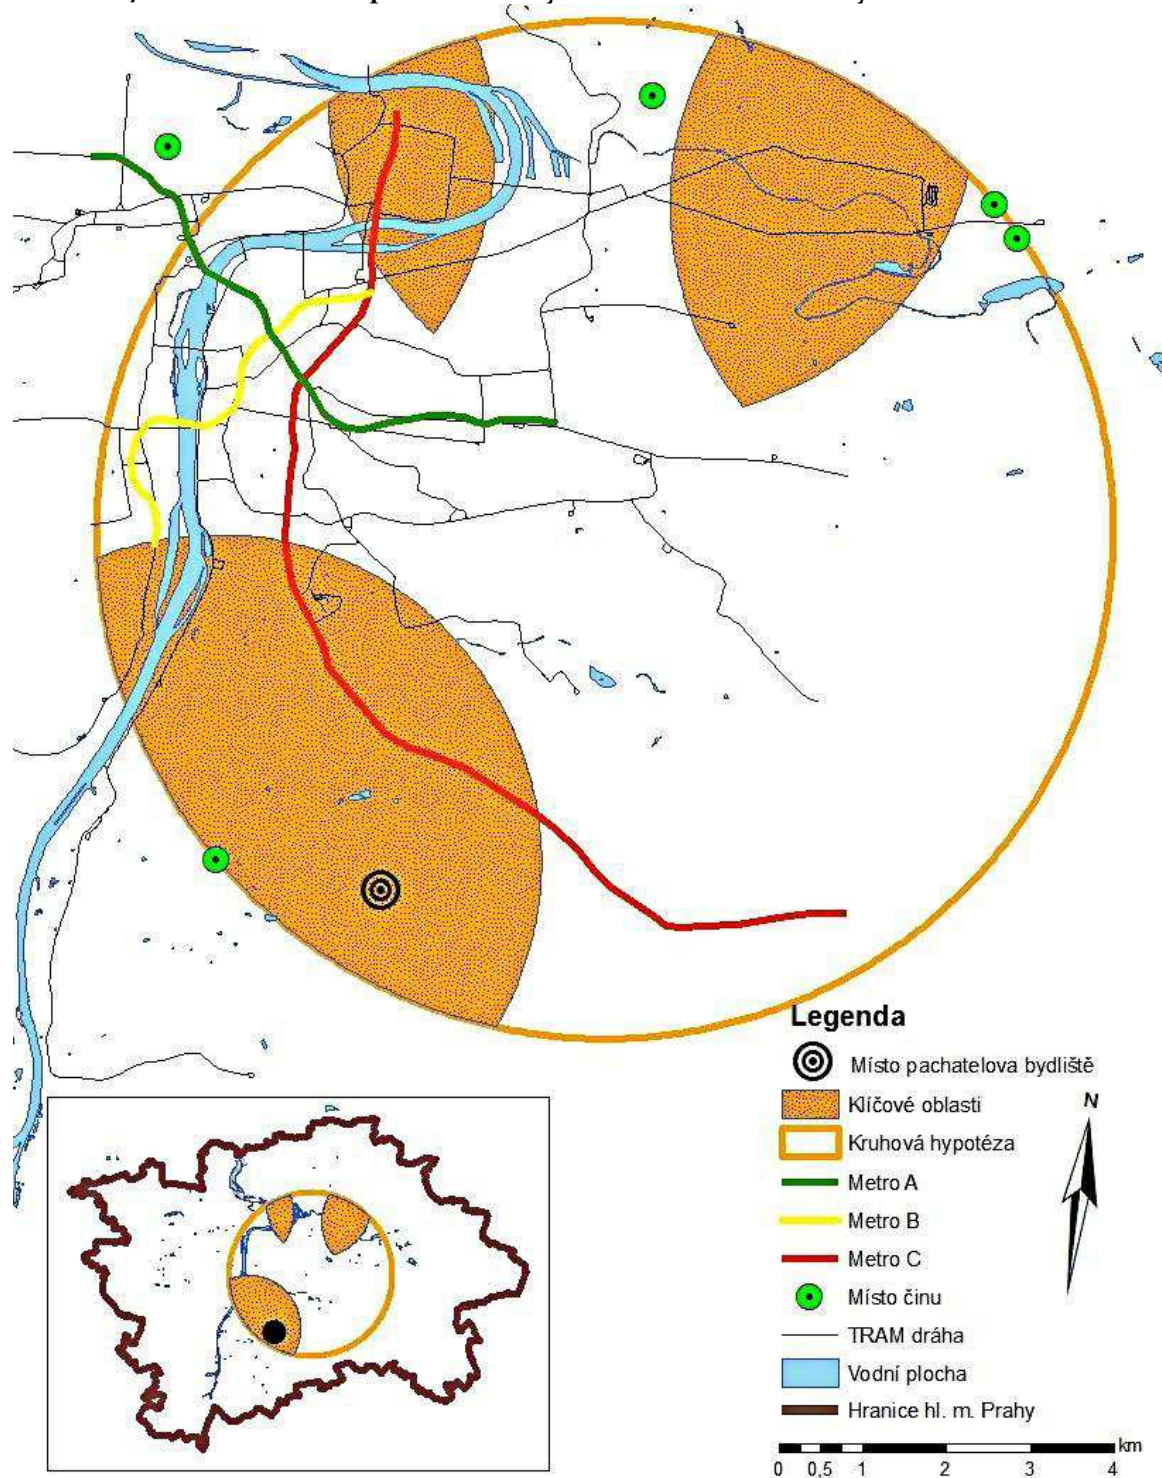 Legenda
Místo pachatelova bydliště
Klíčové oblasti
Kruhová hypotéza
Metro A
Metro B
Metro C
Místo činu
TRAM dráha
Vodní plocha
Hranice hl. m. Prahy
N
km
0 0,5 1 2 3 4